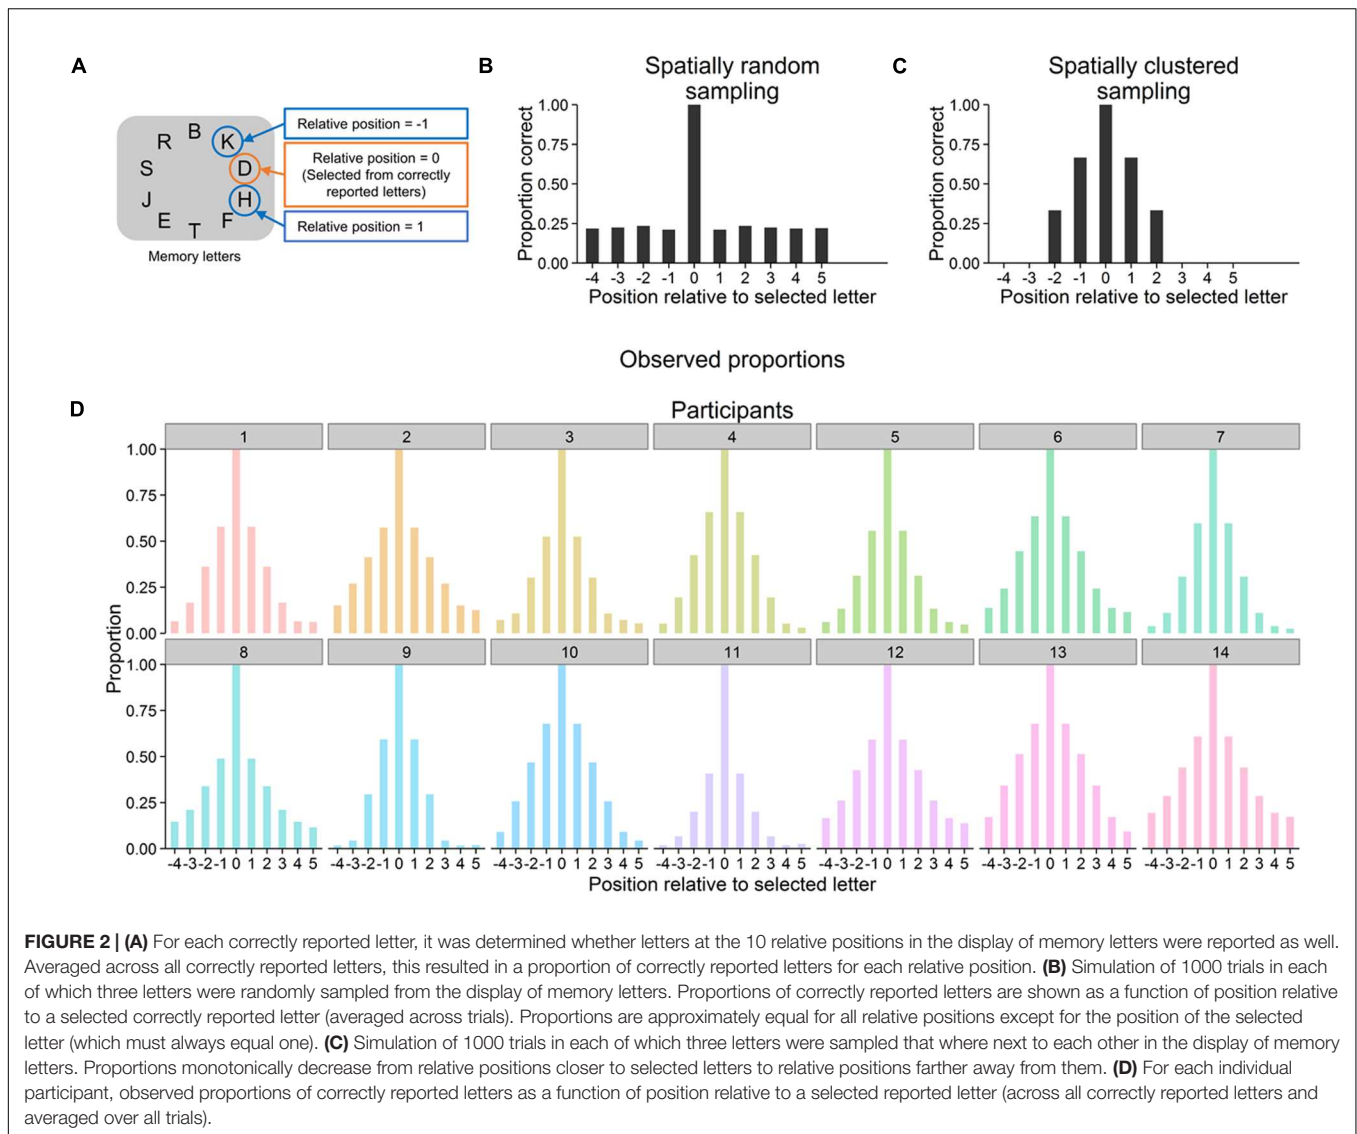 A
R B K
S D
J H
E T F
Memory letters
Relative position = -1
Relative position = 0
(Selected from correctly
reported letters)
Relative position = 1
B
Spatially random
sampling
Proportion correct
1.00
0.75
0.50
0.25
0.00
-4 -3 -2 -1 0 1 2 3 4 5
Position relative to selected letter
C
Spatially clustered
sampling
Proportion correct
1.00
0.75
0.50
0.25
0.00
-4 -3 -2 -1 0 1 2 3 4 5
Position relative to selected letter
Observed proportions
D
Participants
1 2 3 4 5 6 7
1.00
0.75
0.50
0.25
0.00
Proportion
8 9 10 11 12 13 14
1.00
0.75
0.50
0.25
0.00
-4 -3 -2 -1 0 1 2 3 4 5 -4 -3 -2 -1 0 1 2 3 4 5 -4 -3 -2 -1 0 1 2 3 4 5 -4 -3 -2 -1 0 1 2 3 4 5 -4 -3 -2 -1 0 1 2 3 4 5 -4 -3 -2 -1 0 1 2 3 4 5 -4 -3 -2 -1 0 1 2 3 4 5
Position relative to selected letter
FIGURE 2 | (A) For each correctly reported letter, it was determined whether letters at the 10 relative positions in the display of memory letters were reported as well.
Averaged across all correctly reported letters, this resulted in a proportion of correctly reported letters for each relative position. (B) Simulation of 1000 trials in each
of which three letters were randomly sampled from the display of memory letters. Proportions of correctly reported letters are shown as a function of position relative
to a selected correctly reported letter (averaged across trials). Proportions are approximately equal for all relative positions except for the position of the selected
letter (which must always equal one). (C) Simulation of 1000 trials in each of which three letters were sampled that where next to each other in the display of memory
letters. Proportions monotonically decrease from relative positions closer to selected letters to relative positions farther away from them. (D) For each individual
participant, observed proportions of correctly reported letters as a function of position relative to a selected reported letter (across all correctly reported letters and
averaged over all trials).